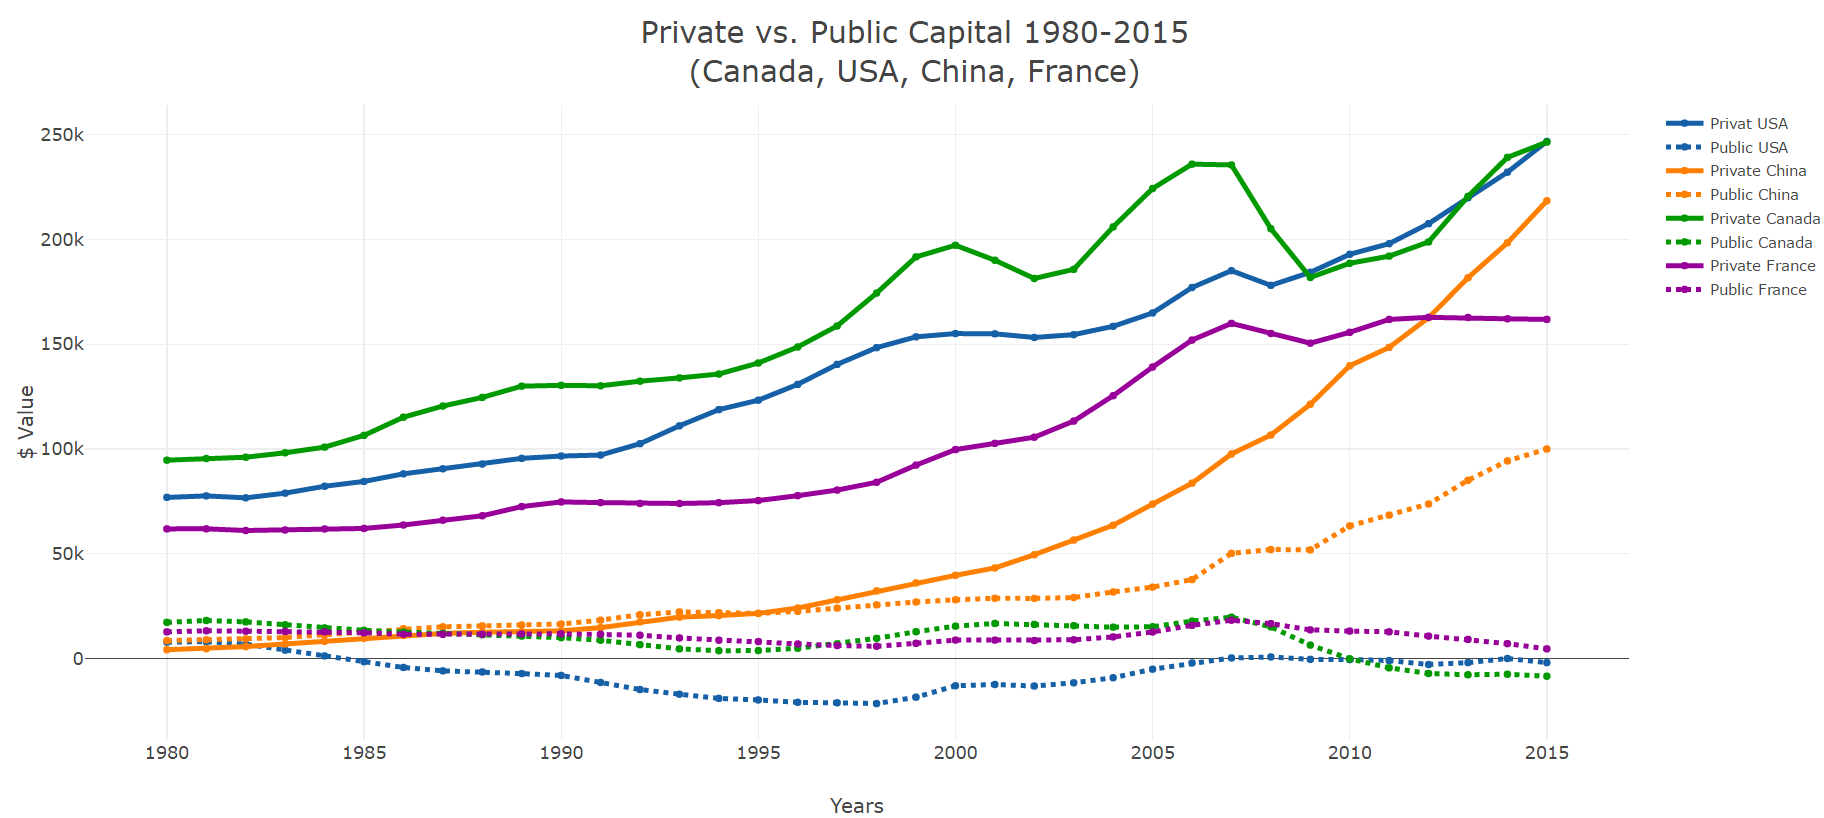 Private vs. Public Capital 1980-2015
(Canada, USA, China, France)
250k
200k
150k
100k
50k
0
$ Value
1980 1985 1990 1995 2000 2005 2010 2015
Years
Privat USA
Public USA
Private China
Public China
Private Canada
Public Canada
Private France
Public France